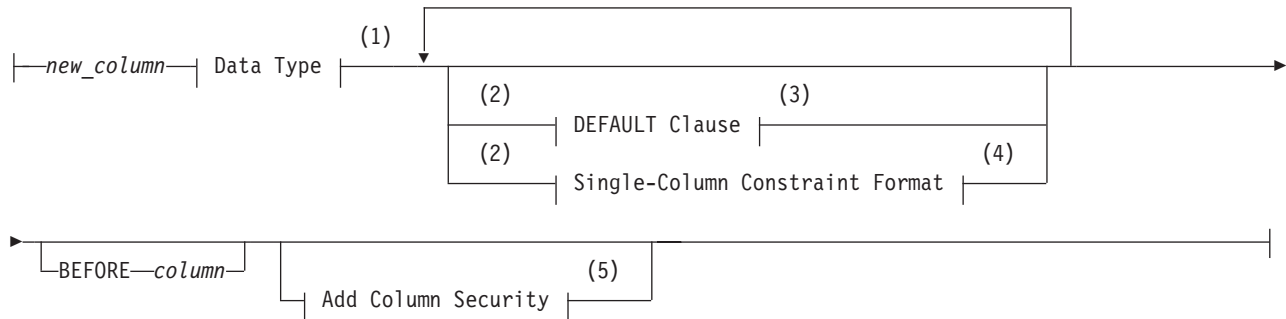 (1)
new_column Data Type
(2) (3)
DEFAULT Clause
(2) (4)
Single-Column Constraint Format
BEFORE column
(5)
Add Column Security